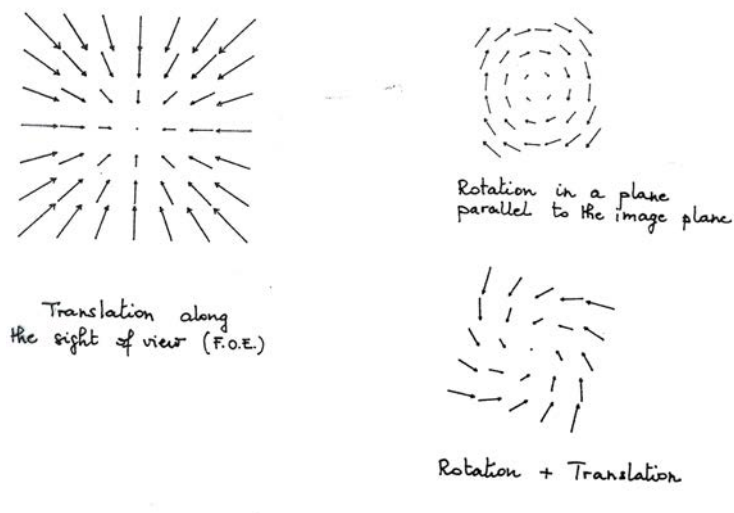 Translation along
the sight of view (F.O.E.)
Rotation in a plane
parallel to the image plane
Rotation + Translation